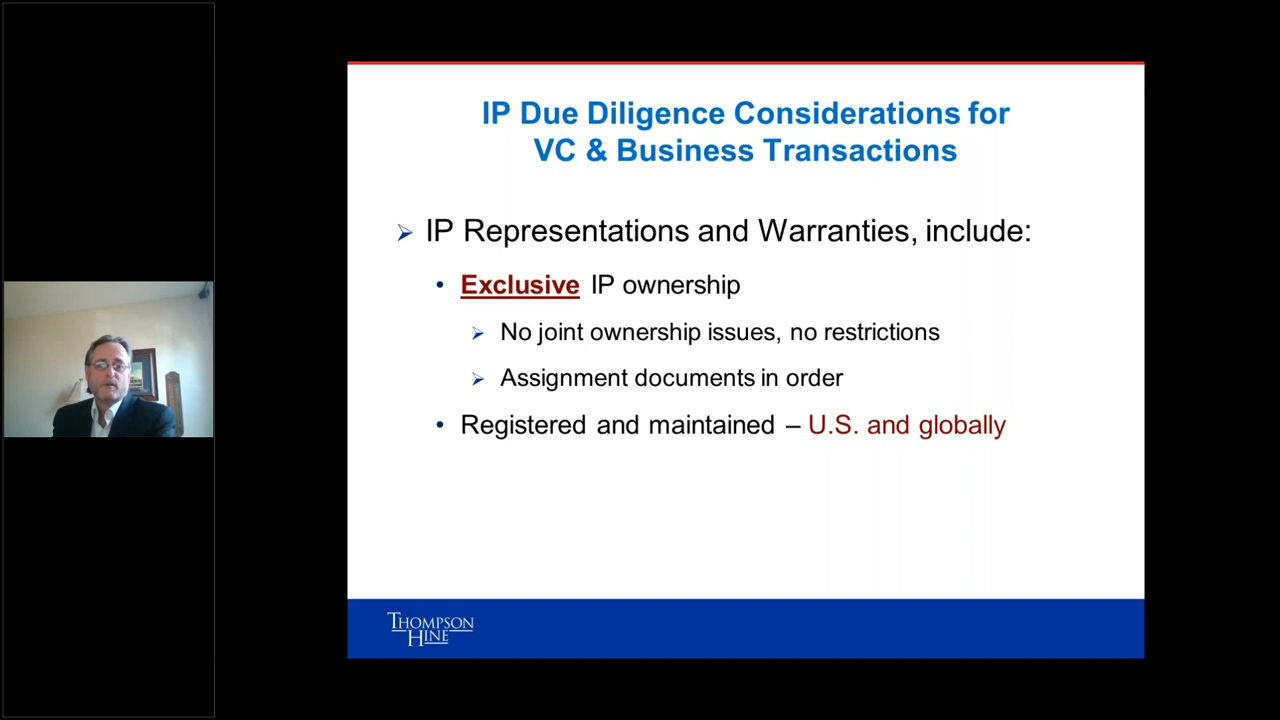 IP Due Diligence Considerations for
VC & Business Transactions
IP Representations and Warranties, include:
Exclusive IP ownership
No joint ownership issues, no restrictions
Assignment documents in order
Registered and maintained – U.S. and globally
THOMPSON
HINE